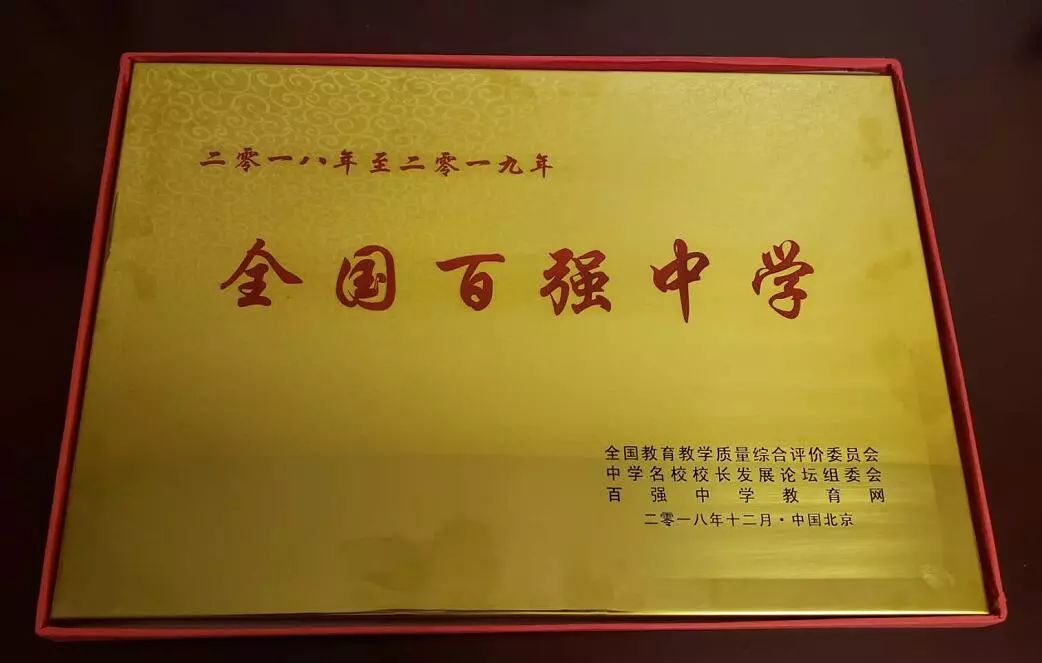 二零一八年至二零一九年
全国百强中学
全国教育教学质量综合评价委员会
中学名校校长发展论坛组委会
百强中学教育网
二零一八年十二月·中国北京